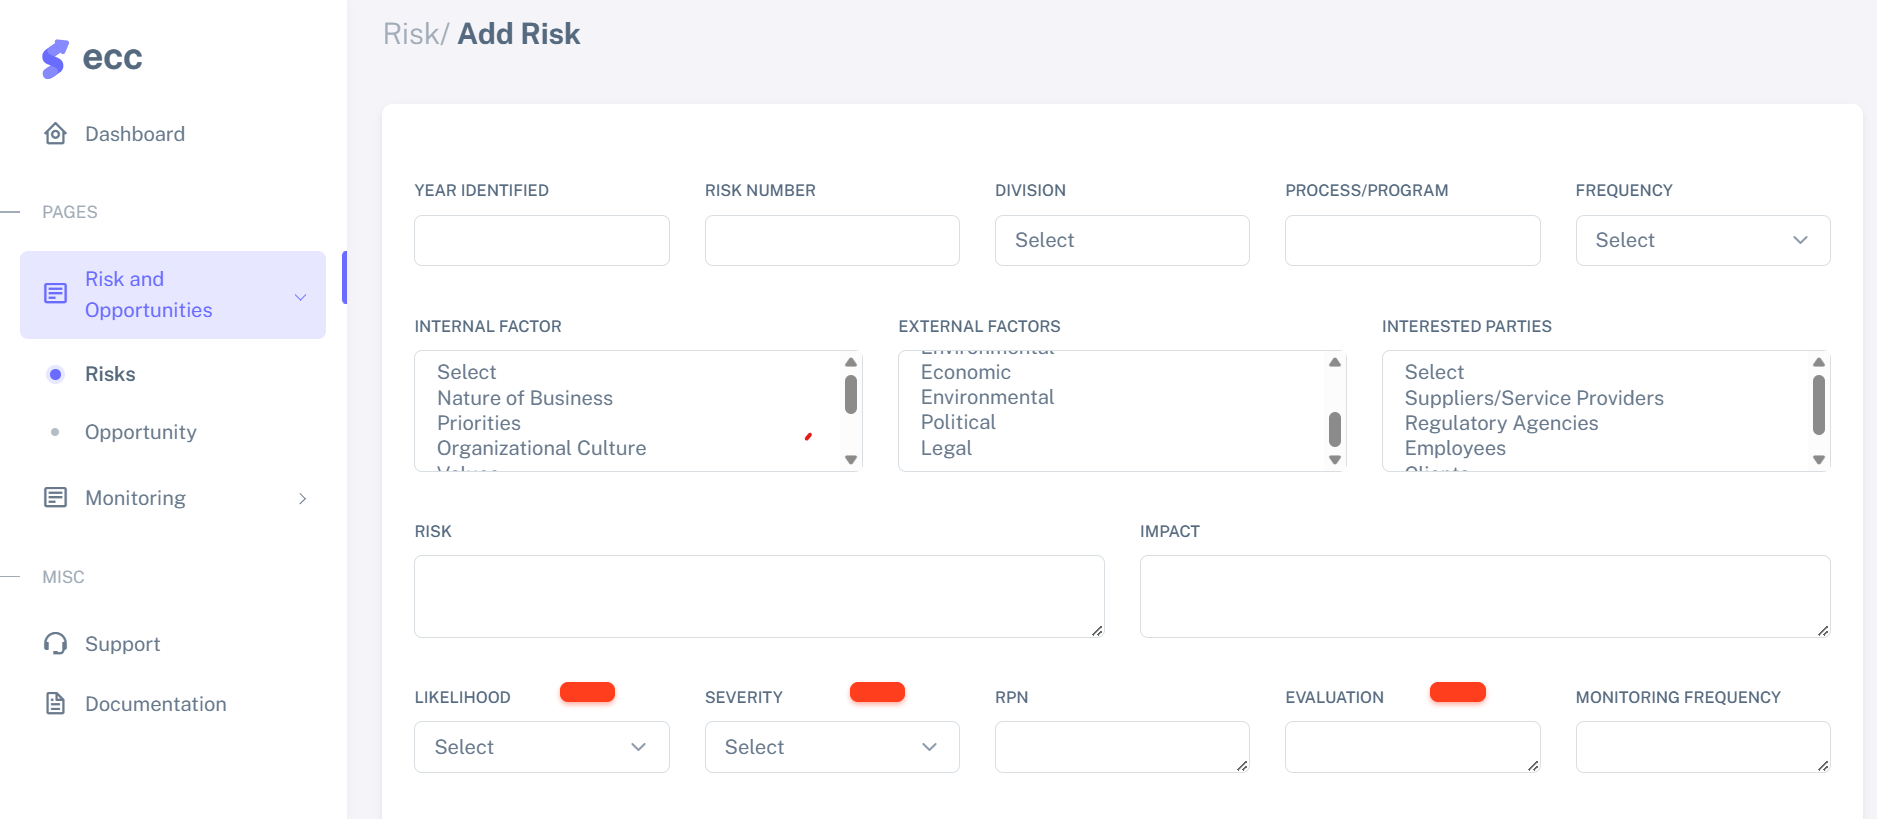 ecc
Dashboard
PAGES
Risk and
Opportunities
Risks
Opportunity
Monitoring
MISC
Support
Documentation
Risk/ Add Risk
YEAR IDENTIFIED
RISK NUMBER
DIVISION
PROCESS/PROGRAM
FREQUENCY
Select
Select
INTERNAL FACTOR
EXTERNAL FACTORS
INTERESTED PARTIES
Select
Nature of Business
Priorities
Organizational Culture
Environmental
Economic
Environmental
Political
Legal
Select
Suppliers/Service Providers
Regulatory Agencies
Employees
RISK
IMPACT
LIKELIHOOD
SEVERITY
RPN
EVALUATION
MONITORING FREQUENCY
Select
Select